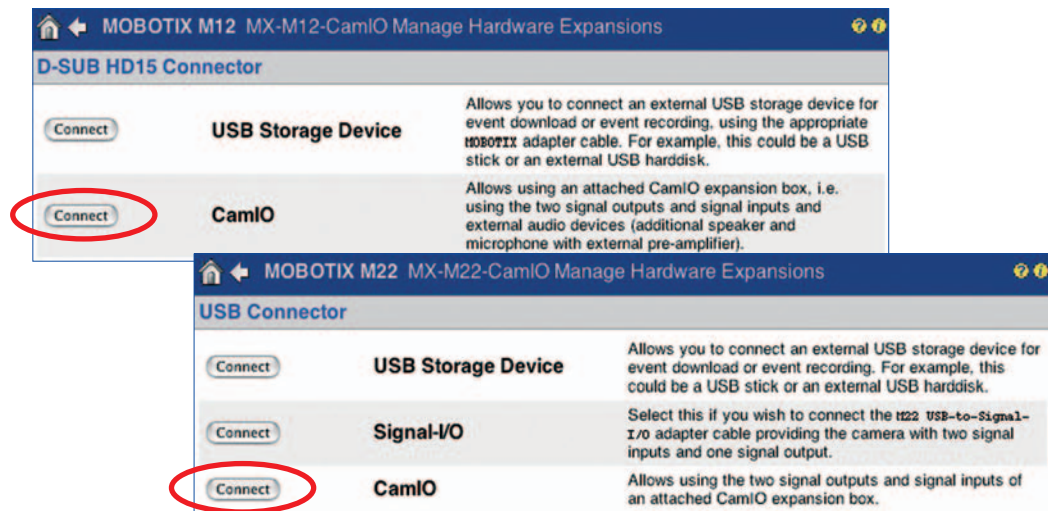 MOBOTIX M12 MX-M12-CamIO Manage Hardware Expansions
D-SUB HD15 Connector
Connect
USB Storage Device
Allows you to connect an external USB storage device for
event download or event recording, using the appropriate
MOBOTIX adapter cable. For example, this could be a USB
stick or an external USB harddisk.
Connect
CamIO
Allows using an attached CamIO expansion box, i.e.
using the two signal outputs and signal inputs and
external audio devices (additional speaker and
microphone with external pre-amplifier).
MOBOTIX M22 MX-M22-CamIO Manage Hardware Expansions
USB Connector
Connect
USB Storage Device
Allows you to connect an external USB storage device for
event download or event recording. For example, this
could be a USB stick or an external USB harddisk.
Connect
Signal-I/O
Select this if you wish to connect the M22 USB-to-Signal-
I/O adapter cable providing the camera with two signal
inputs and one signal output.
Connect
CamIO
Allows using the two signal outputs and signal inputs of
an attached CamIO expansion box.